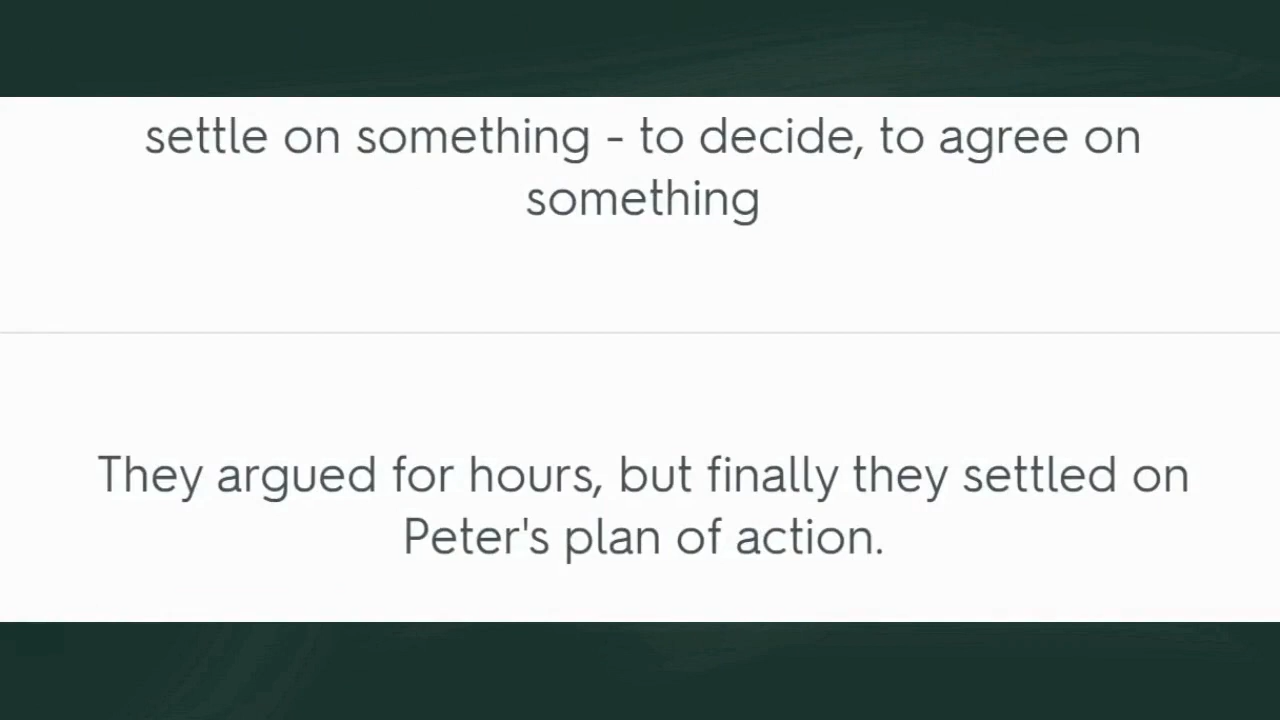 settle on something - to decide, to agree on
something
They argued for hours, but finally they settled on
Peter's plan of action.